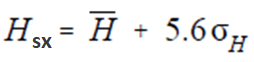 H_sx = H̅ + 5.6σ_H